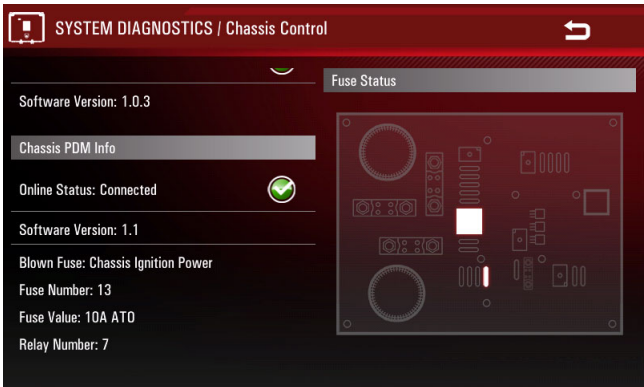 SYSTEM DIAGNOSTICS / Chassis Control
Software Version: 1.0.3
Chassis PDM Info
Online Status: Connected
Software Version: 1.1
Blown Fuse: Chassis Ignition Power
Fuse Number: 13
Fuse Value: 10A ATO
Relay Number: 7
Fuse Status